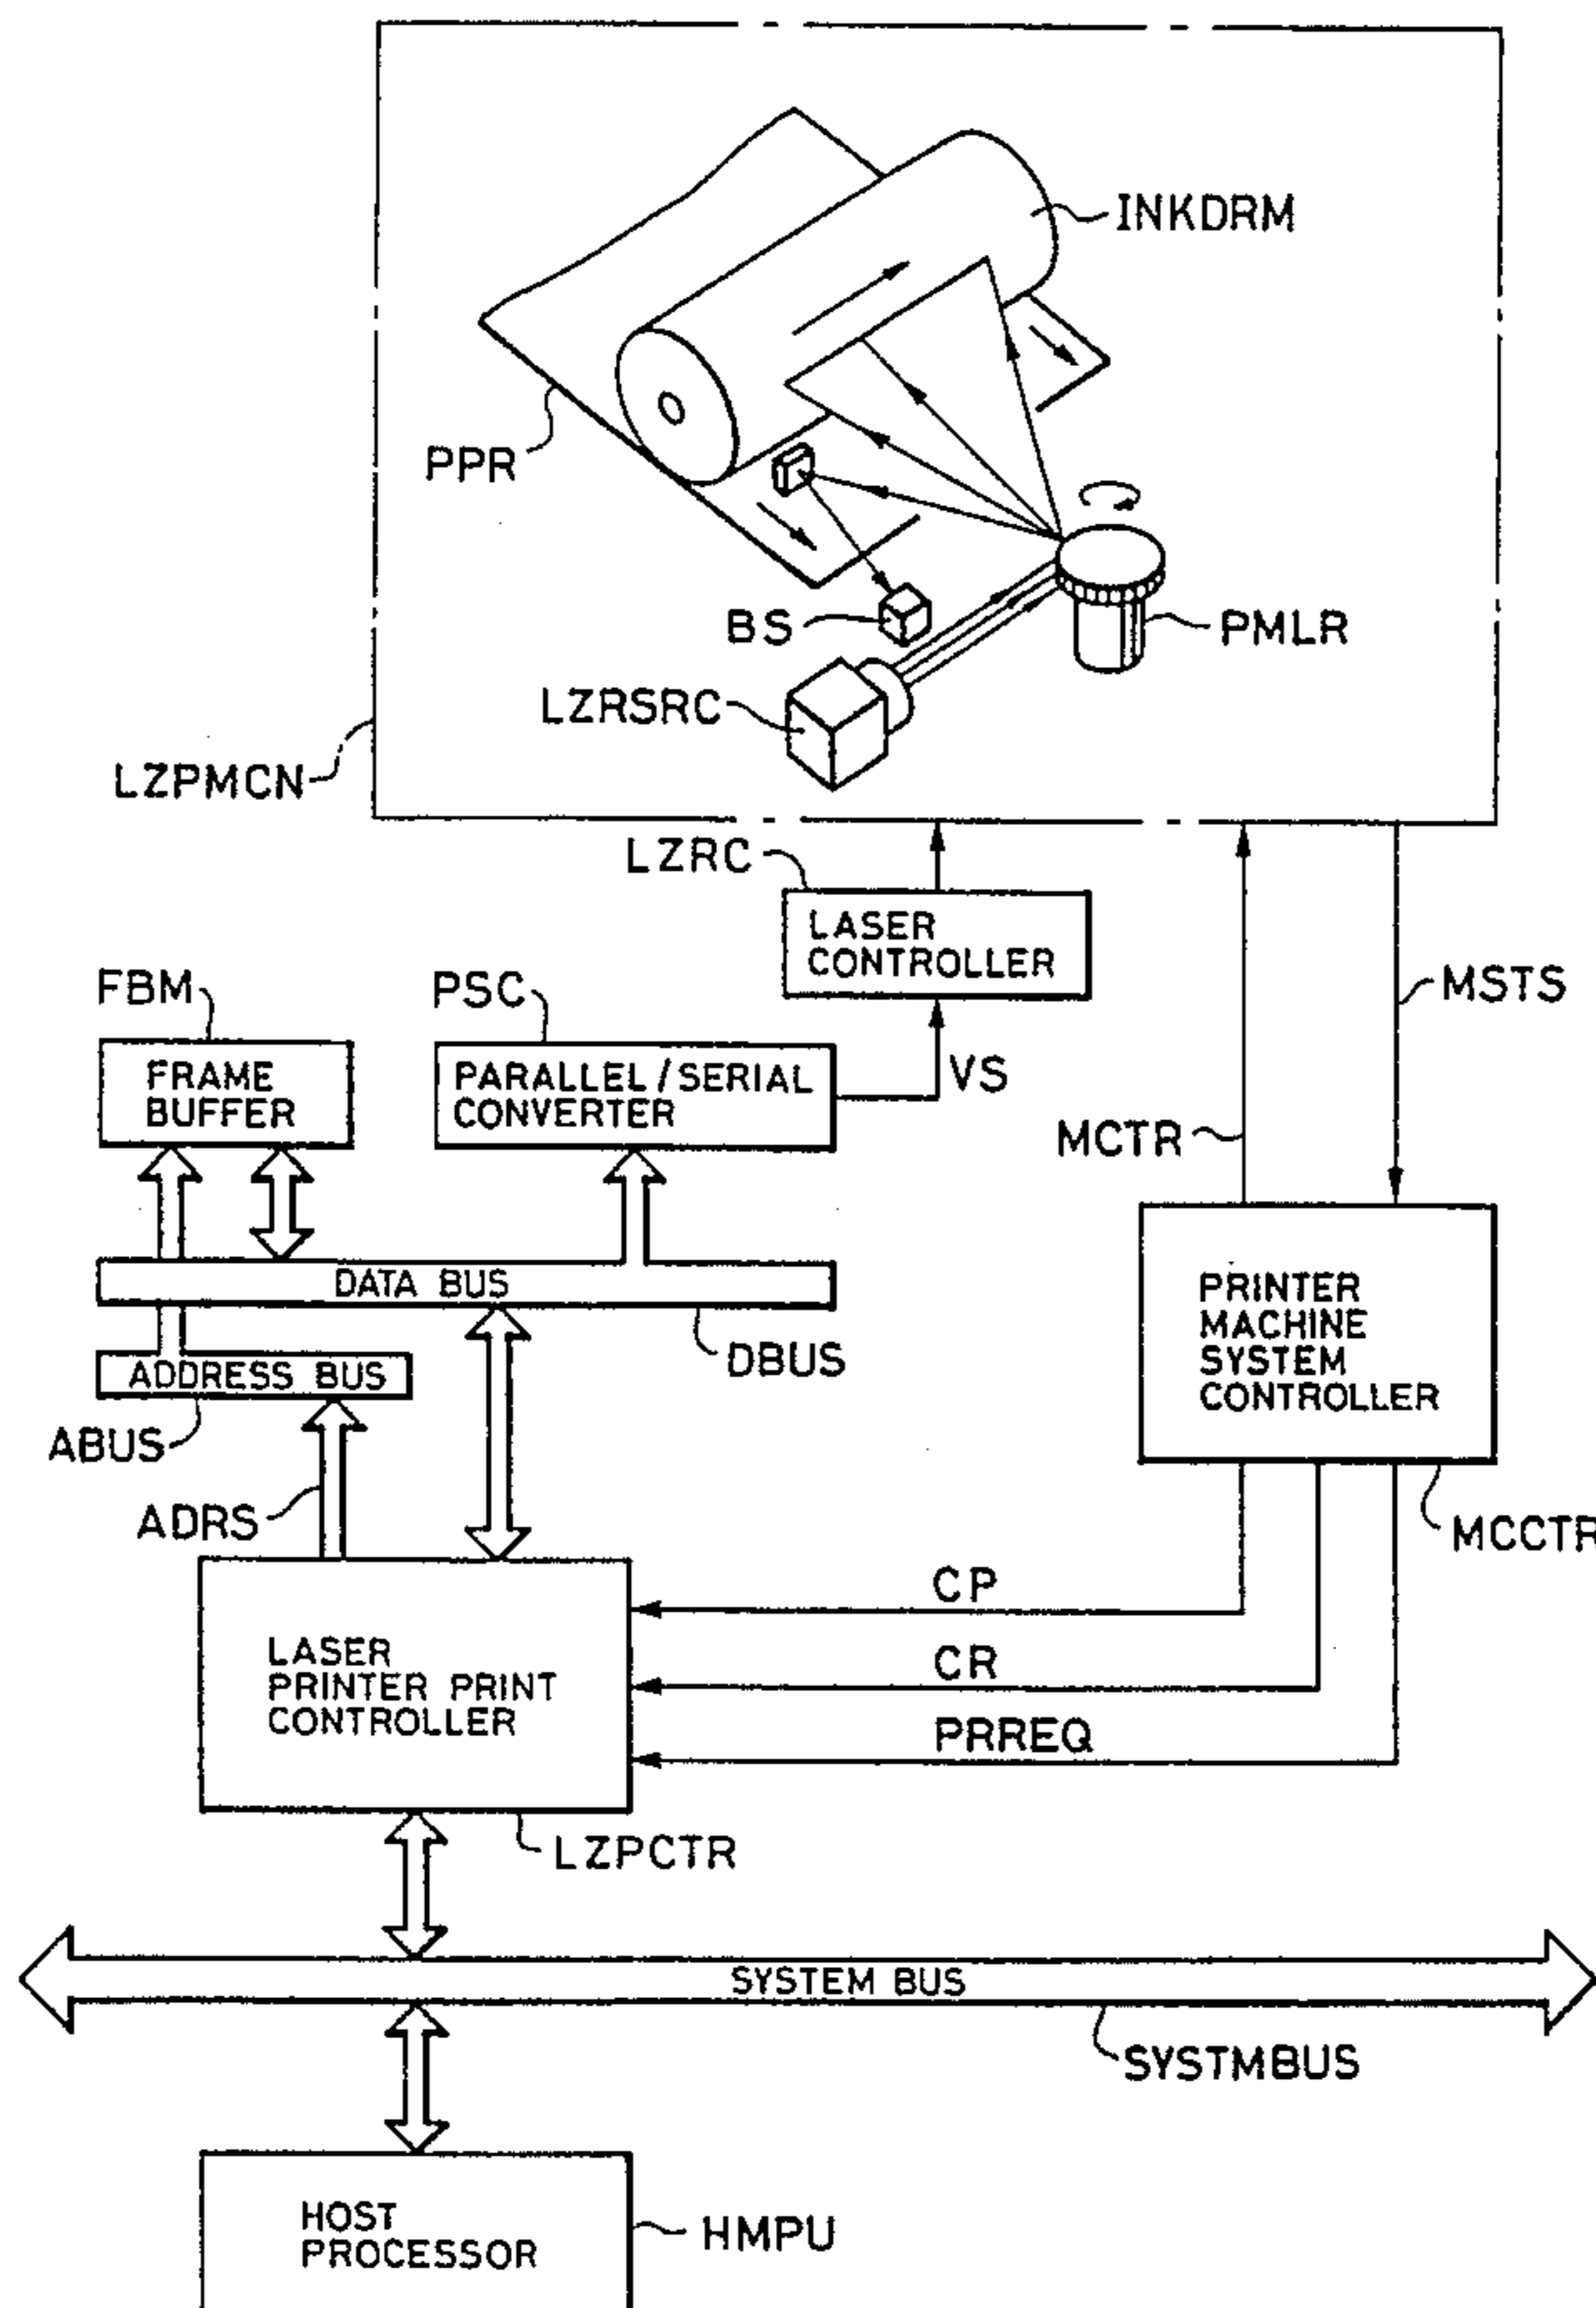 INKDRM
PPR
BS
PMLR
LZRSRC
LZPMCN
LZRC
LASER
CONTROLLER
FBM
PSC
MSTS
FRAME
BUFFER
PARALLEL/SERIAL
CONVERTER
VS
MCTR
DATA BUS
PRINTER
MACHINE
SYSTEM
CONTROLLER
DBUS
ADDRESS BUS
ABUS
ADRS
MCCTR
CP
LASER
PRINTER PRINT
CONTROLLER
CR
PRREQ
LZPCTR
SYSTEM BUS
SYSTMBUS
HOST
PROCESSOR
HMPU